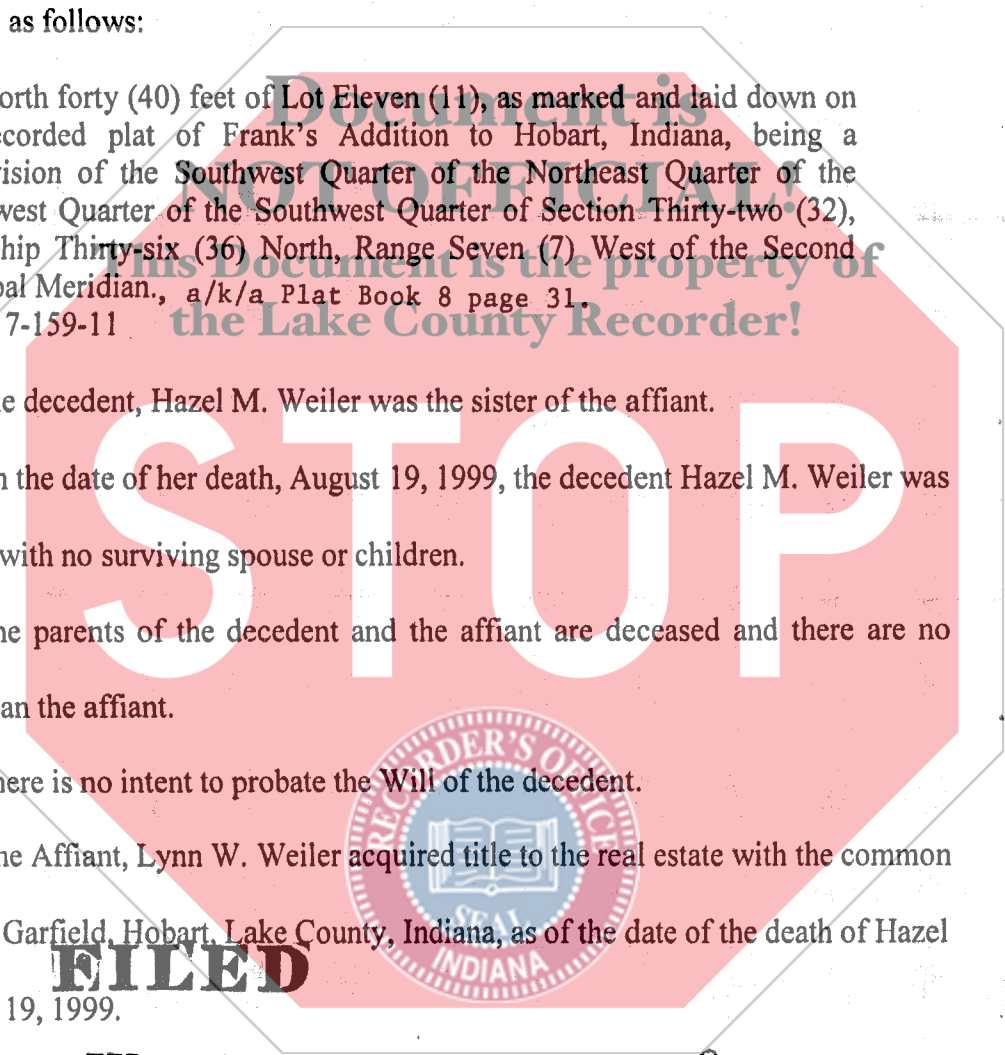 as follows:
orth forty (40) feet of Lot Eleven (11), as marked and laid down on
ecorded plat of Frank's Addition to Hobart, Indiana, being a
ision of the Southwest Quarter of the Northeast Quarter of the
west Quarter of the Southwest Quarter of Section Thirty-two (32),
hip Thirty-six (36) North, Range Seven (7) West of the Second
pal Meridian., a/k/a Plat Book 8 page 31.
7-159-11
Document is
NOT OFFICIAL!
This Document is the property of
the Lake County Recorder!
STOP
e decedent, Hazel M. Weiler was the sister of the affiant.
n the date of her death, August 19, 1999, the decedent Hazel M. Weiler was
with no surviving spouse or children.
he parents of the decedent and the affiant are deceased and there are no
an the affiant.
here is no intent to probate the Will of the decedent.
he Affiant, Lynn W. Weiler acquired title to the real estate with the common
Garfield, Hobart, Lake County, Indiana, as of the date of the death of Hazel
19, 1999.
RECORDER'S OFFICE
SEAL
INDIANA
FILED